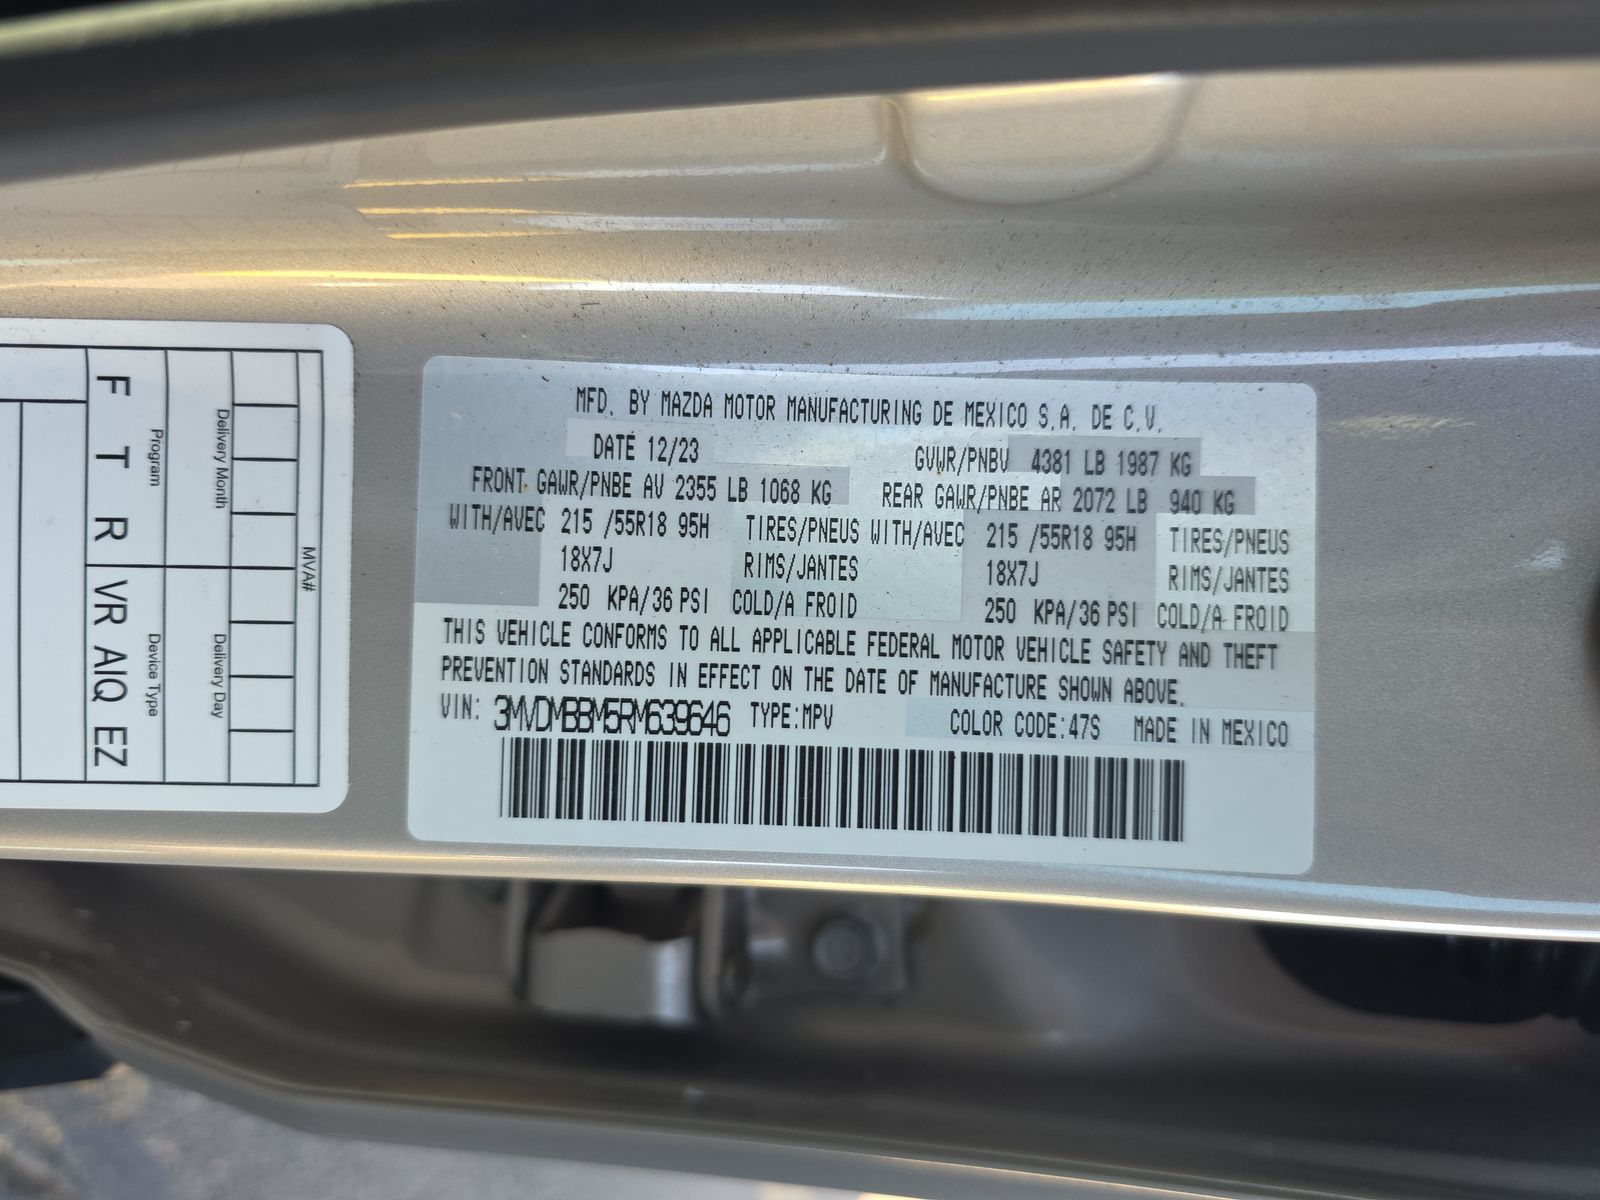 MFD. BY MAZDA MOTOR MANUFACTURING DE MEXICO S.A. DE C.V.
DATE 12/23 GVWR/PNBV 4381 LB 1987 KG
FRONT GAWR/PNBE AV 2355 LB 1068 KG REAR GAWR/PNBE AR 2072 LB 940 KG
WITH/AVEC 215 /55R18 95H TIRES/PNEUS WITH/AVEC 215 /55R18 95H TIRES/PNEUS
18X7J RIMS/JANTES 18X7J RIMS/JANTES
250 KPA/36 PSI COLD/A FROID 250 KPA/36 PSI COLD/A FROID
THIS VEHICLE CONFORMS TO ALL APPLICABLE FEDERAL MOTOR VEHICLE SAFETY AND THEFT
PREVENTION STANDARDS IN EFFECT ON THE DATE OF MANUFACTURE SHOWN ABOVE.
VIN: 3MVDMBBM5RM639646 TYPE:MPV COLOR CODE:47S MADE IN MEXICO
MVA#
Delivery Month Delivery Day
Program Device Type
F T R VR AIQ EZ